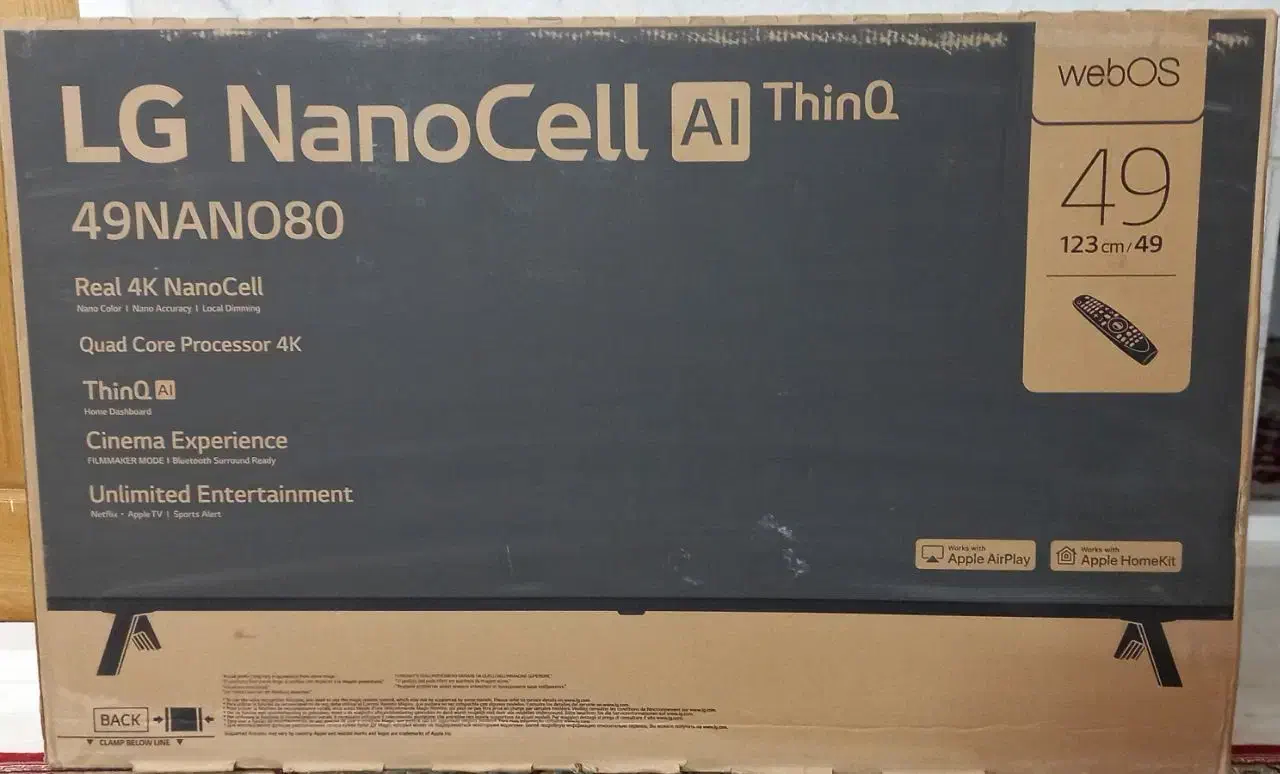 LG NanoCell AI ThinQ
webOS
49
123 cm / 49
49NANO80
Real 4K NanoCell
Nano Color I Nano Accuracy I Local Dimming
Quad Core Processor 4K
ThinQ AI
Home Dashboard
Cinema Experience
FILMMAKER MODE I Bluetooth Surround Ready
Unlimited Entertainment
Netflix • Apple TV I Sports Alert
Works with
Apple AirPlay
Works with
Apple HomeKit
BACK
▼ CLAMP BELOW LINE ▼